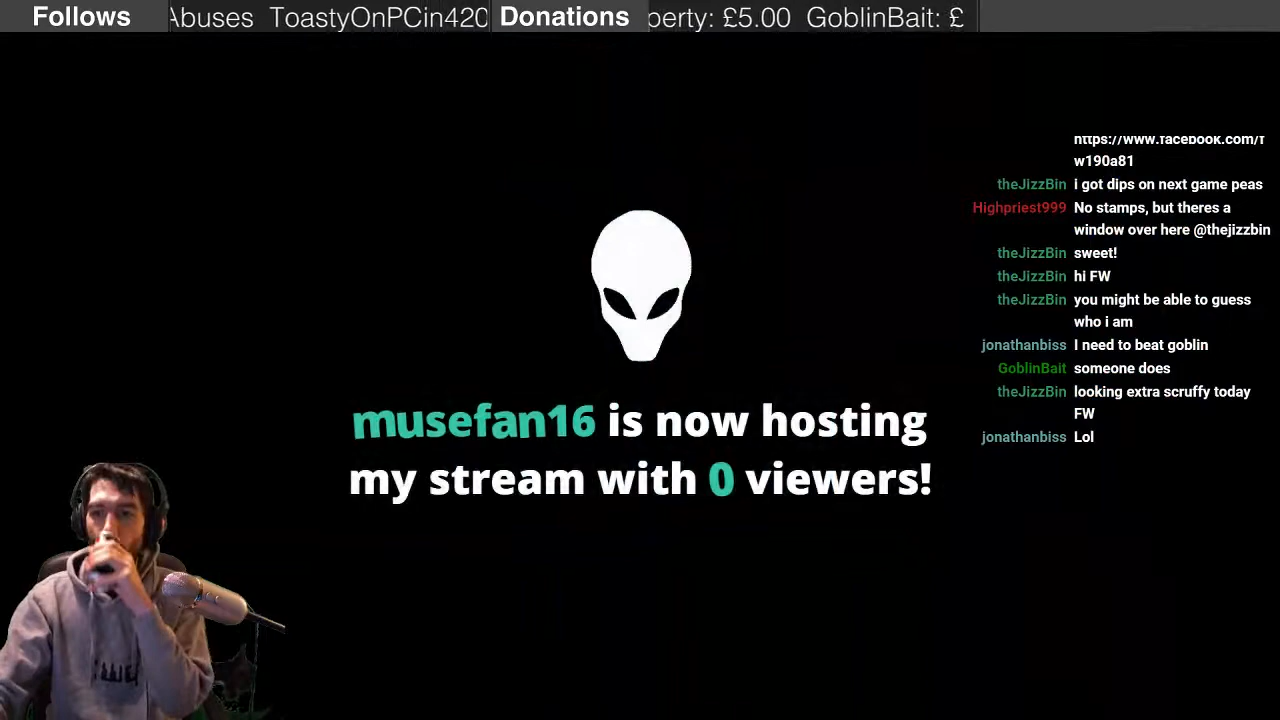 Follows
Abuses ToastyOnPCin420
Donations
perty: £5.00 GoblinBait: £
https://www.facebook.com/f
w190a81
theJizzBin i got dips on next game peas
Highpriest999 No stamps, but theres a
window over here @thejizzbin
theJizzBin sweet!
theJizzBin hi FW
theJizzBin you might be able to guess
who i am
jonathanbiss I need to beat goblin
GoblinBait someone does
theJizzBin looking extra scruffy today
FW
jonathanbiss Lol
musefan16 is now hosting
my stream with 0 viewers!